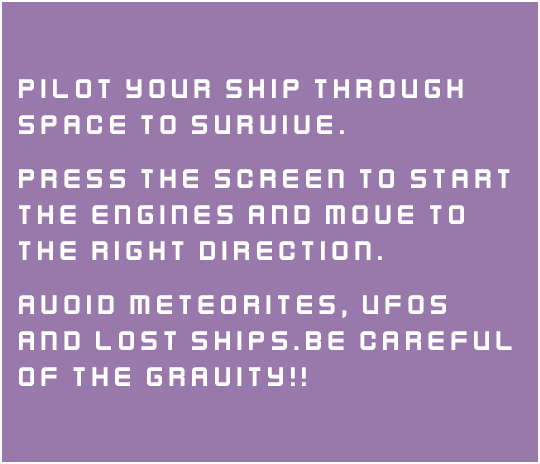 PILOT YOUR SHIP THROUGH
SPACE TO SURVIVE.
PRESS THE SCREEN TO START
THE ENGINES AND MOVE TO
THE RIGHT DIRECTION.
AVOID METEORITES, UFOS
AND LOST SHIPS.BE CAREFUL
OF THE GRAVITY!!